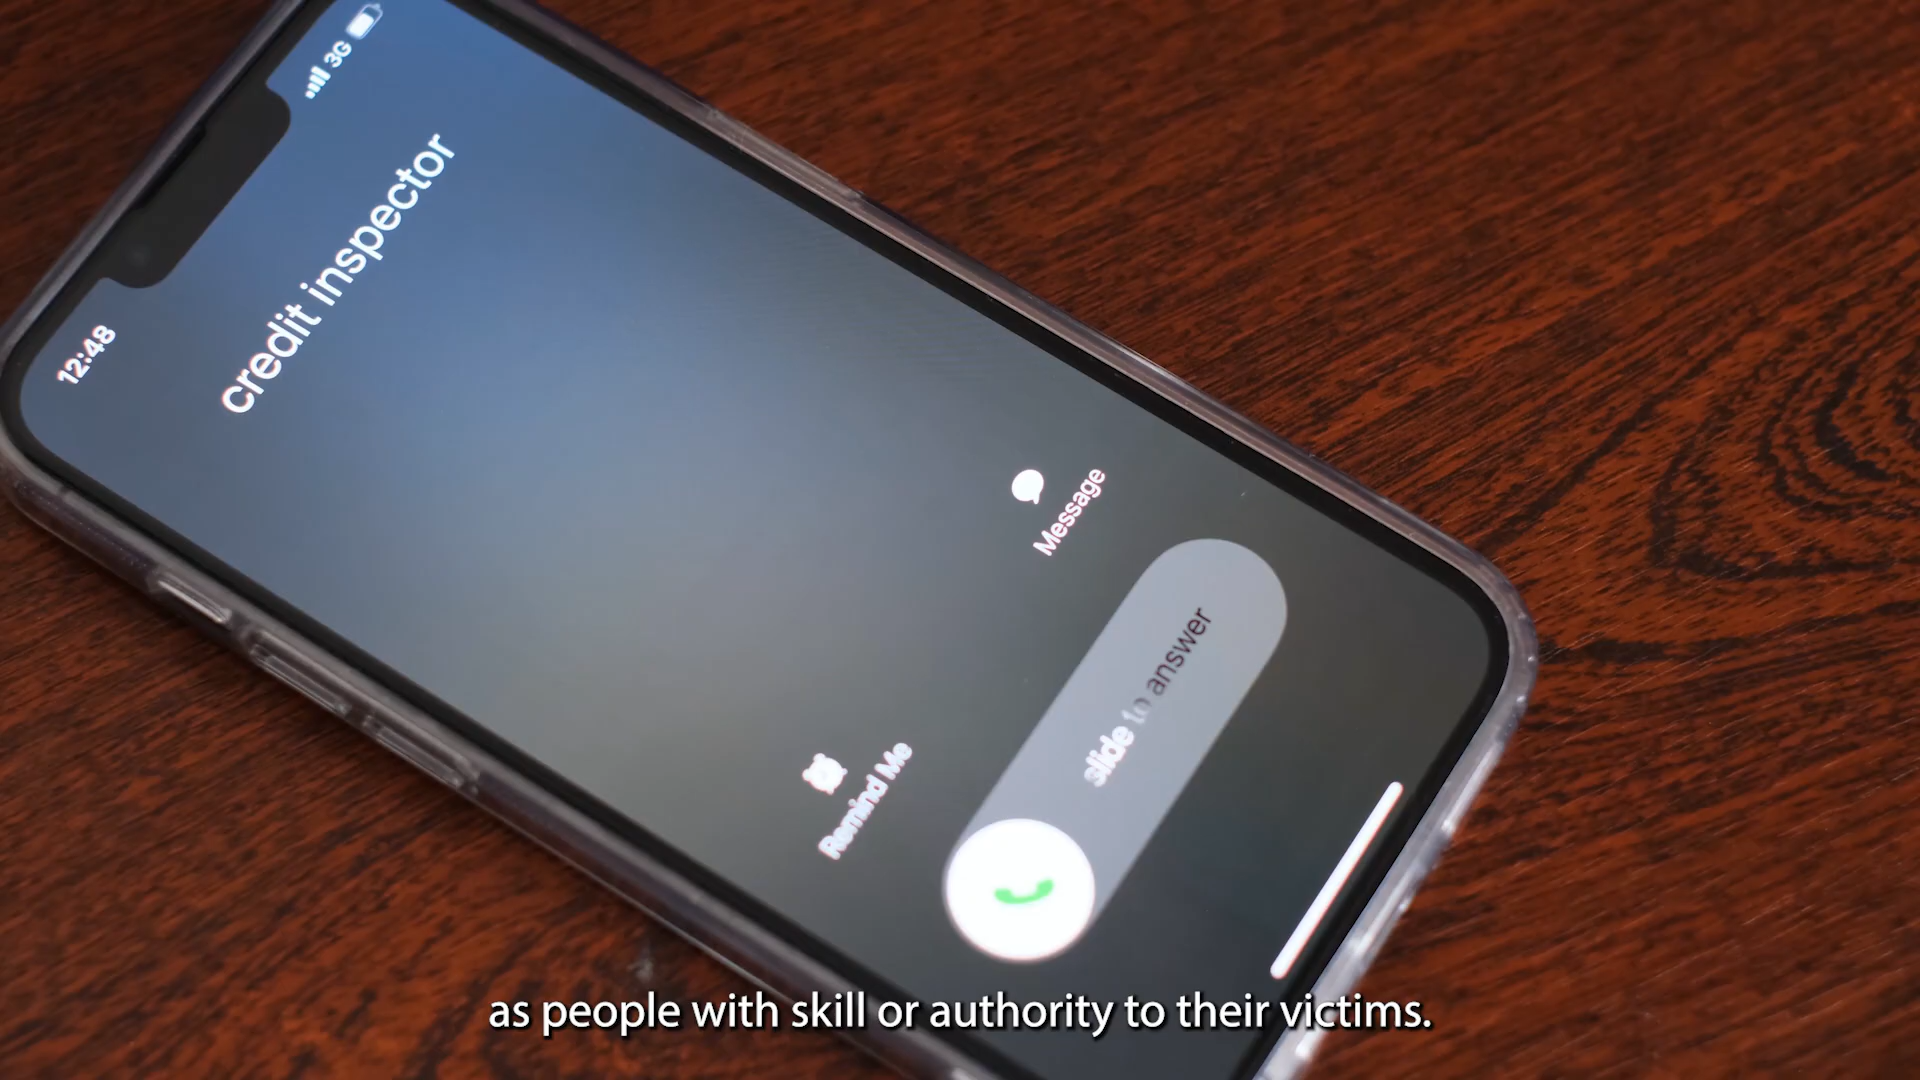 12:48
3G
credit inspector
Message
Remind Me
slide to answer
as people with skill or authority to their victims.